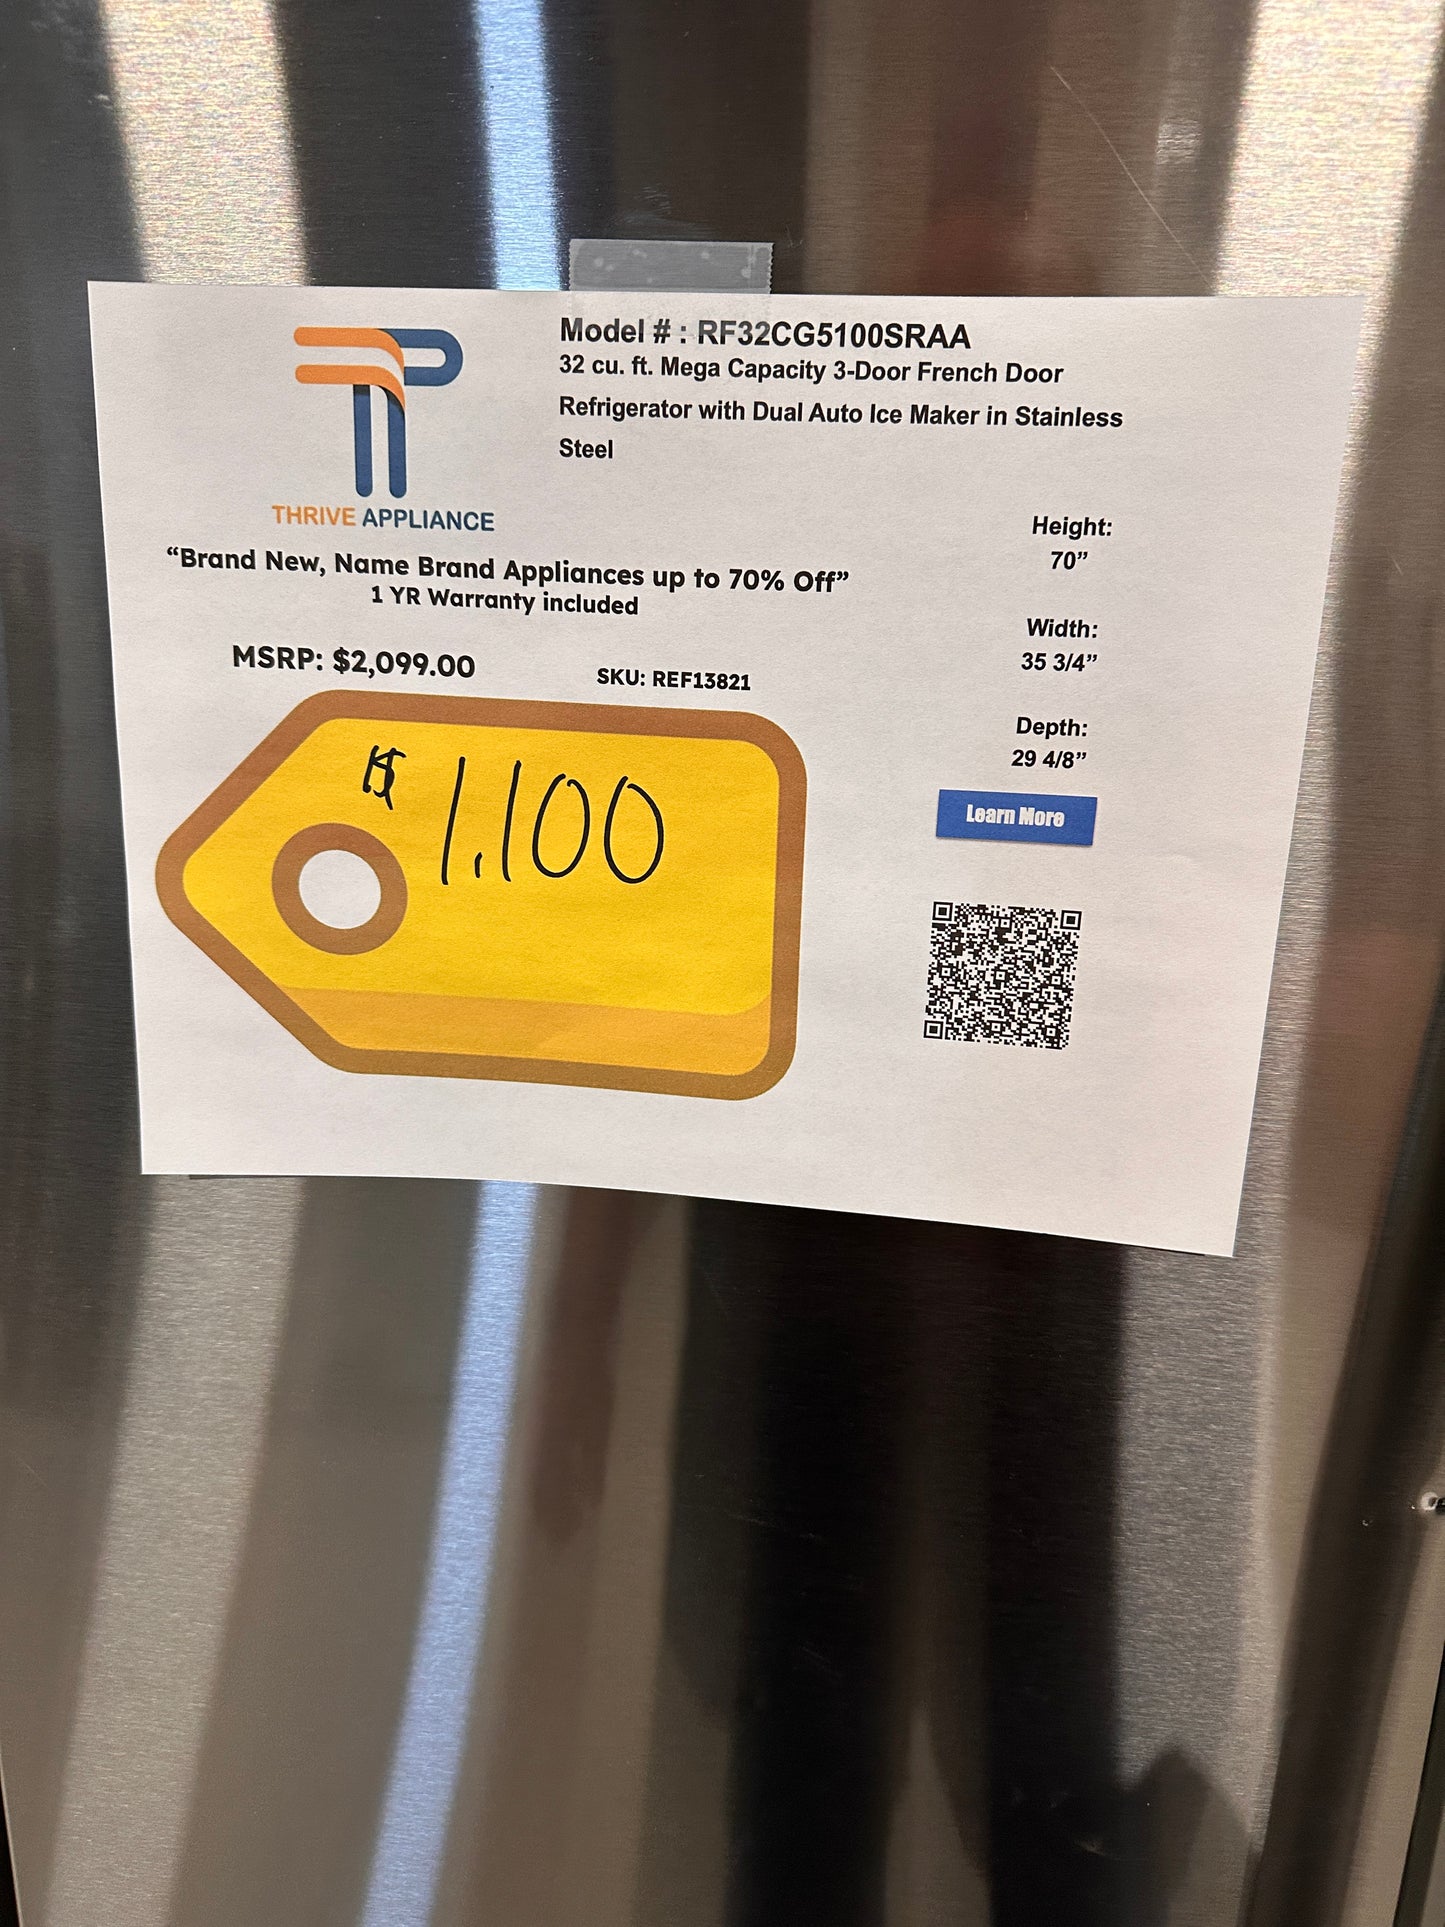 Model # : RF32CG5100SRAA
32 cu. ft. Mega Capacity 3-Door French Door
Refrigerator with Dual Auto Ice Maker in Stainless
Steel
THRIVE APPLIANCE
“Brand New, Name Brand Appliances up to 70% Off”
1 YR Warranty included
MSRP: $2,099.00
SKU: REF13821
$1,100
Height:
70”
Width:
35 3/4”
Depth:
29 4/8”
Learn More